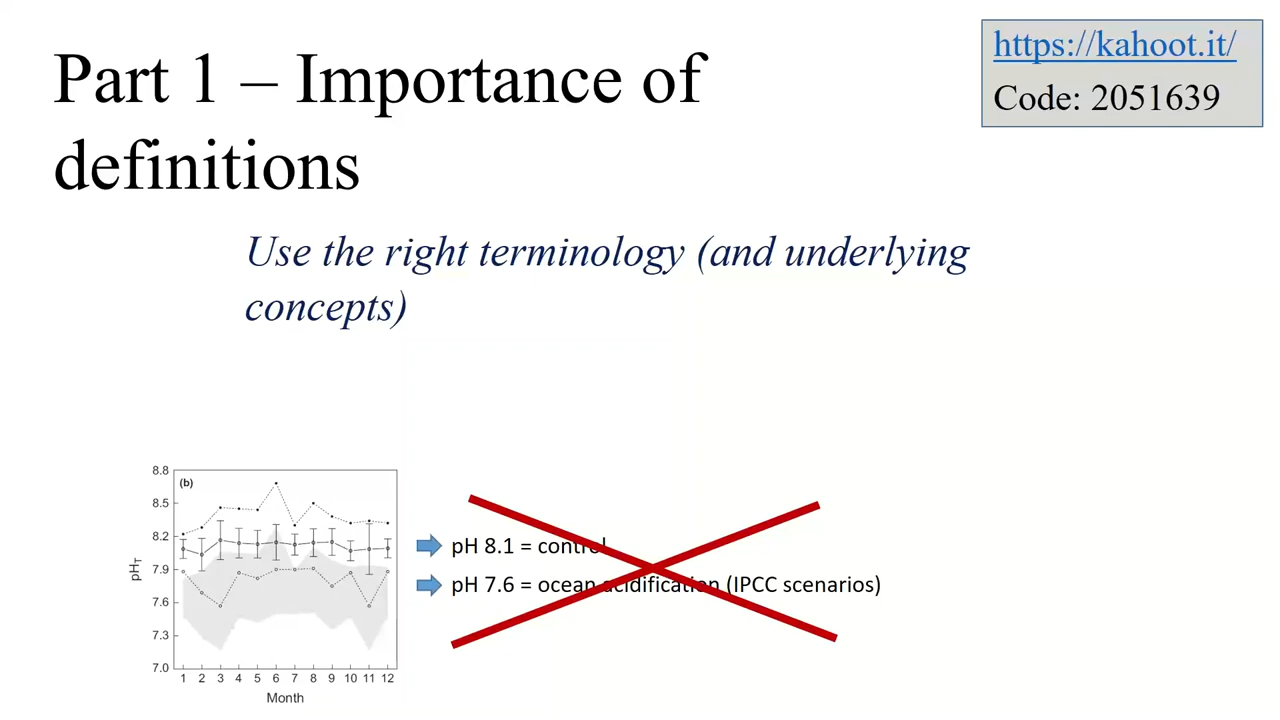 Part 1 – Importance of
definitions
https://kahoot.it/
Code: 2051639
Use the right terminology (and underlying
concepts)
(b)
8.8
8.5
8.2
7.9
7.6
7.3
7.0
pHT
1 2 3 4 5 6 7 8 9 10 11 12
Month
pH 8.1 = control
pH 7.6 = ocean acidification (IPCC scenarios)